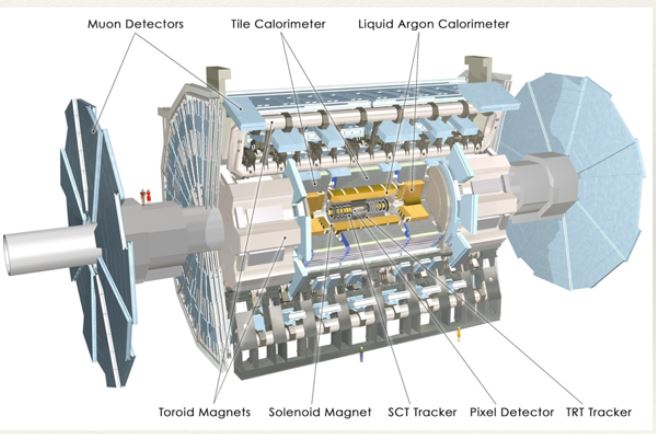 Muon Detectors Tile Calorimeter Liquid Argon Calorimeter
Toroid Magnets Solenoid Magnet SCT Tracker Pixel Detector TRT Tracker